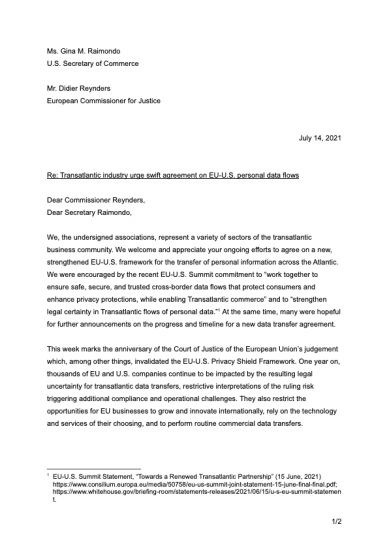 Ms. Gina M. Raimondo
U.S. Secretary of Commerce
Mr. Didier Reynders
European Commissioner for Justice
July 14, 2021
Re: Transatlantic industry urge swift agreement on EU-U.S. personal data flows
Dear Commissioner Reynders,
Dear Secretary Raimondo,
We, the undersigned associations, represent a variety of sectors of the transatlantic
business community. We welcome and appreciate your ongoing efforts to agree on a new,
strengthened EU-U.S. framework for the transfer of personal information across the Atlantic.
We were encouraged by the recent EU-U.S. Summit commitment to “work together to
ensure safe, secure, and trusted cross-border data flows that protect consumers and
enhance privacy protections, while enabling Transatlantic commerce” and to “strengthen
legal certainty in Transatlantic flows of personal data.”1 At the same time, many were hopeful
for further announcements on the progress and timeline for a new data transfer agreement.
This week marks the anniversary of the Court of Justice of the European Union’s judgement
which, among other things, invalidated the EU-U.S. Privacy Shield Framework. One year on,
thousands of EU and U.S. companies continue to be impacted by the resulting legal
uncertainty for transatlantic data transfers, restrictive interpretations of the ruling risk
triggering additional compliance and operational challenges. They also restrict the
opportunities for EU businesses to grow and innovate internationally, rely on the technology
and services of their choosing, and to perform routine commercial data transfers.
1 EU-U.S. Summit Statement, “Towards a Renewed Transatlantic Partnership” (15 June, 2021)
https://www.consilium.europa.eu/media/50758/eu-us-summit-joint-statement-15-june-final-final.pdf;
https://www.whitehouse.gov/briefing-room/statements-releases/2021/06/15/u-s-eu-summit-statemen
t.
1/2